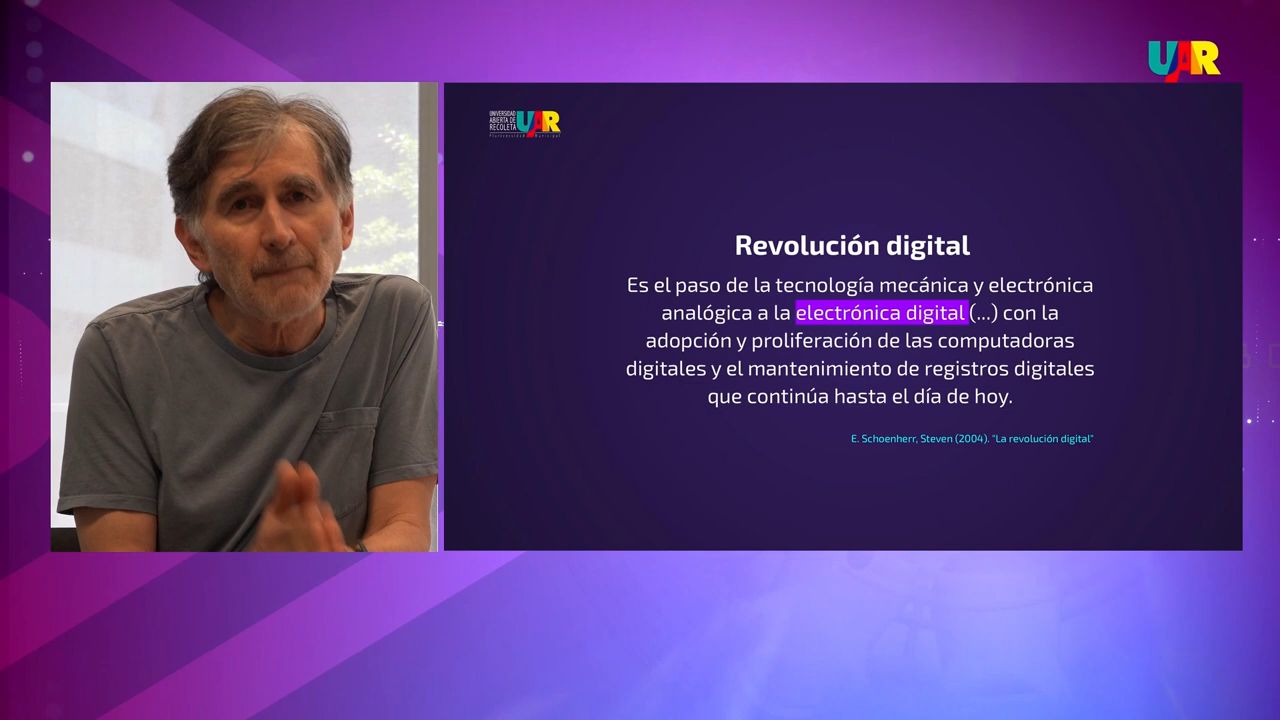 UAR
UNIVERSIDAD
ABIERTA DE
RECOLETA
UAR
Revolución digital
Es el paso de la tecnología mecánica y electrónica
analógica a la electrónica digital (...) con la
adopción y proliferación de las computadoras
digitales y el mantenimiento de registros digitales
que continúa hasta el día de hoy.
E. Schoenherr, Steven (2004). "La revolución digital"